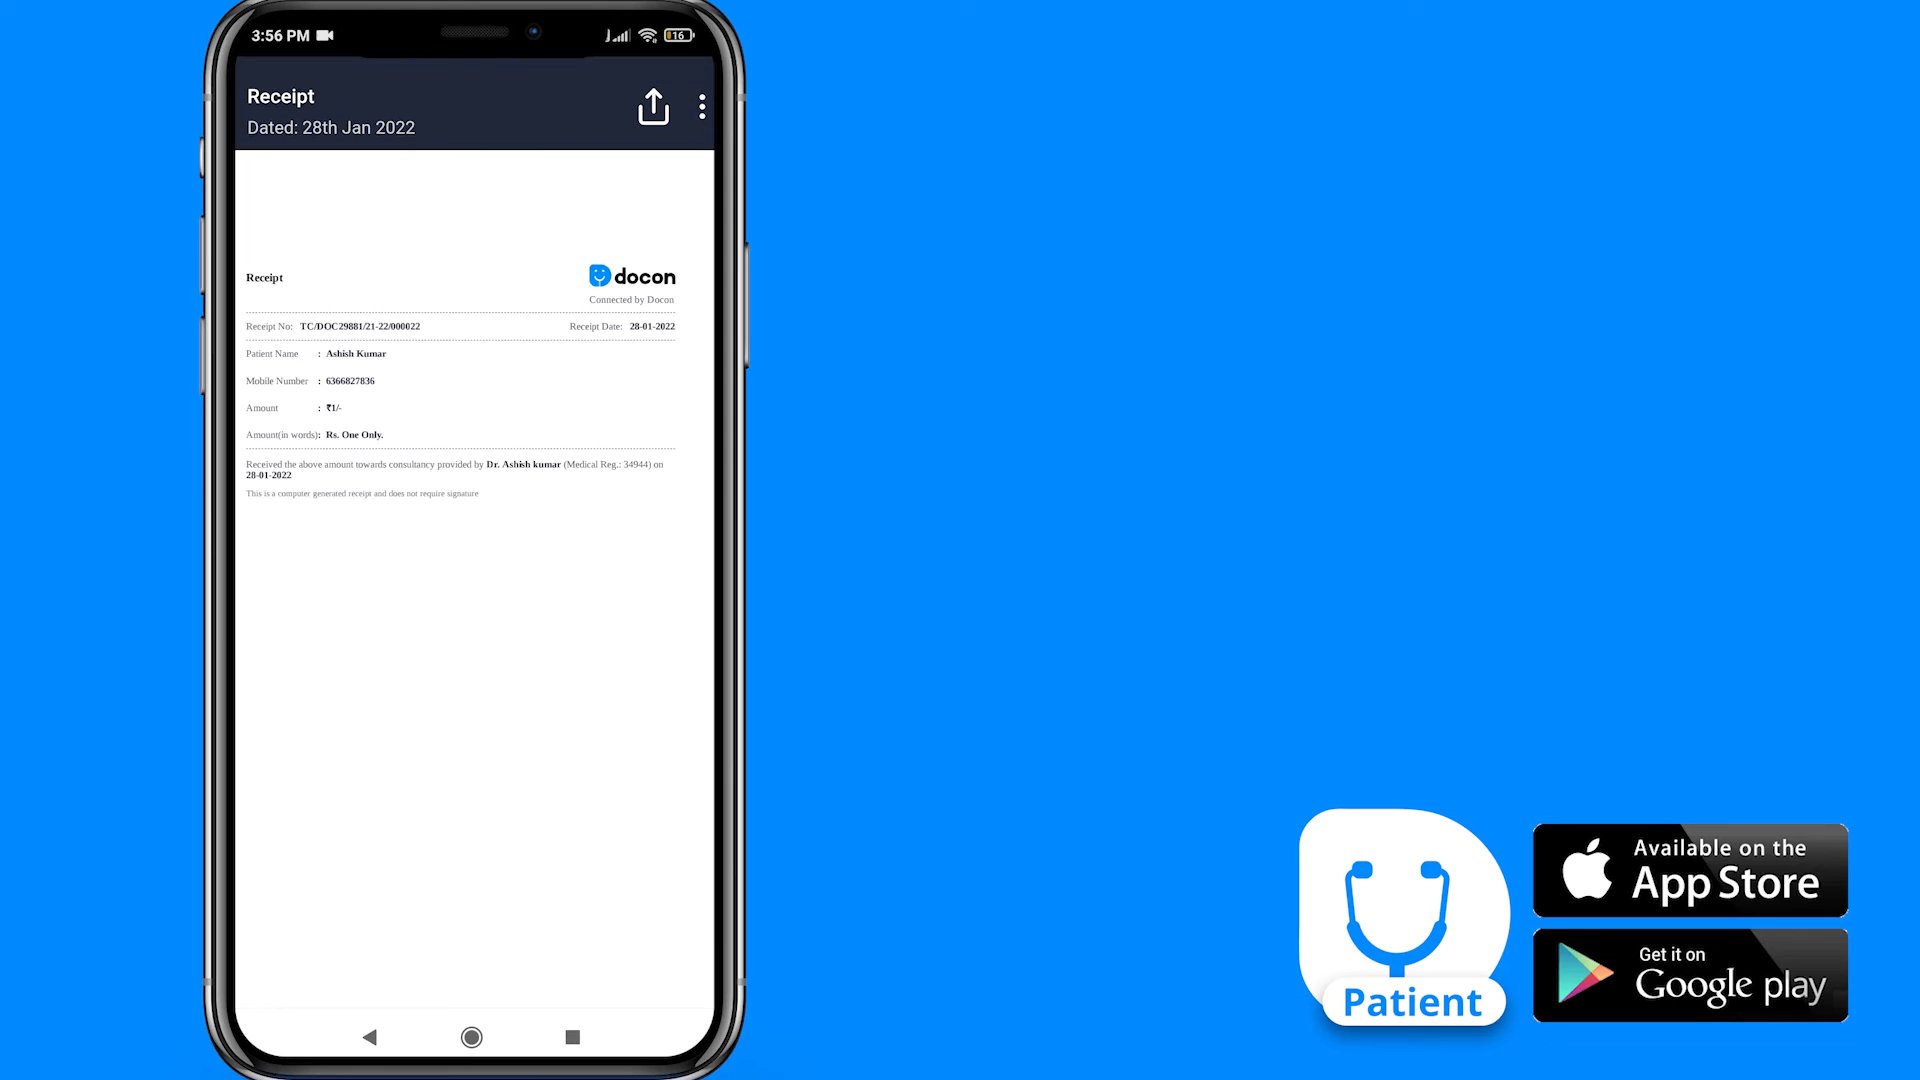 3:56 PM
16
Receipt
Dated: 28th Jan 2022
Receipt
docon
Connected by Docon
Receipt No: TC/DOC29881/21-22/000022 Receipt Date: 28-01-2022
Patient Name : Ashish Kumar
Mobile Number : 6366827836
Amount : ₹1/-
Amount(in words): Rs. One Only.
Received the above amount towards consultancy provided by Dr. Ashish kumar (Medical Reg.: 34944) on
28-01-2022
This is a computer generated receipt and does not require signature
Patient
Available on the
App Store
Get it on
Google play